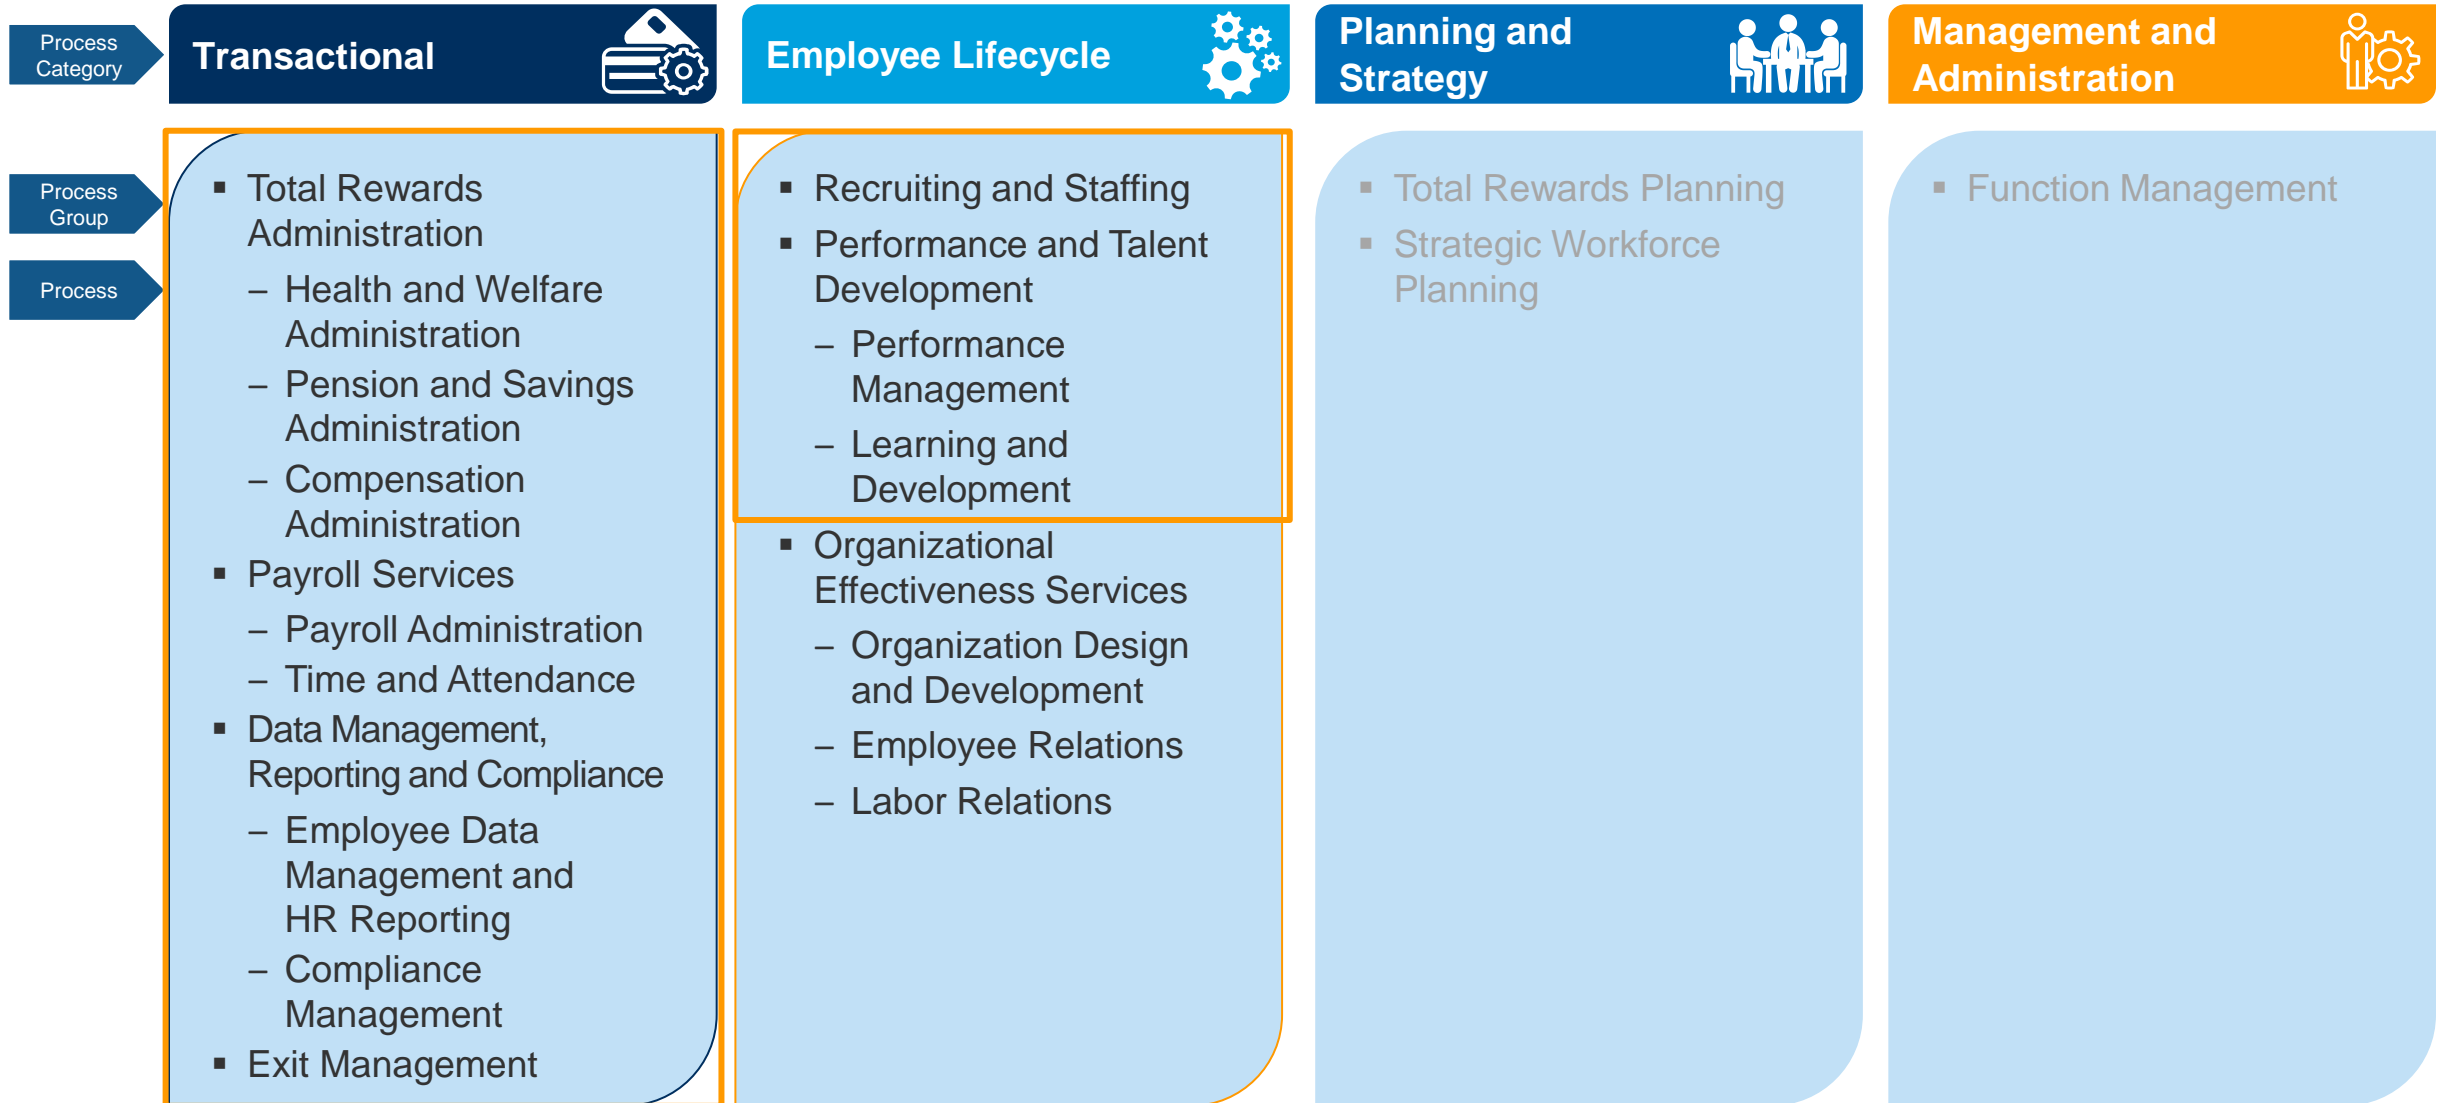 Process
Category
Transactional
Employee Lifecycle
Planning and
Strategy
Management and
Administration
Process
Group
Process
▪ Total Rewards
Administration
– Health and Welfare
Administration
– Pension and Savings
Administration
– Compensation
Administration
▪ Payroll Services
– Payroll Administration
– Time and Attendance
▪ Data Management,
Reporting and Compliance
– Employee Data
Management and
HR Reporting
– Compliance
Management
▪ Exit Management
▪ Recruiting and Staffing
▪ Performance and Talent
Development
– Performance
Management
– Learning and
Development
▪ Organizational
Effectiveness Services
– Organization Design
and Development
– Employee Relations
– Labor Relations
▪ Total Rewards Planning
▪ Strategic Workforce
Planning
▪ Function Management